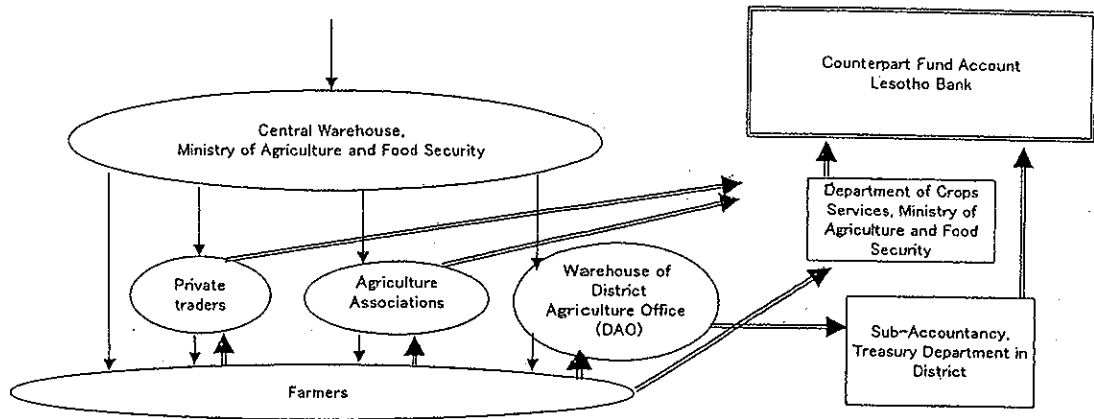 Counterpart Fund Account
Lesotho Bank
Central Warehouse,
Ministry of Agriculture and Food Security
Department of Crops
Services, Ministry of
Agriculture and Food
Security
Private
traders
Agriculture
Associations
Warehouse of
District
Agriculture Office
(DAO)
Sub-Accountancy,
Treasury Department in
District
Farmers